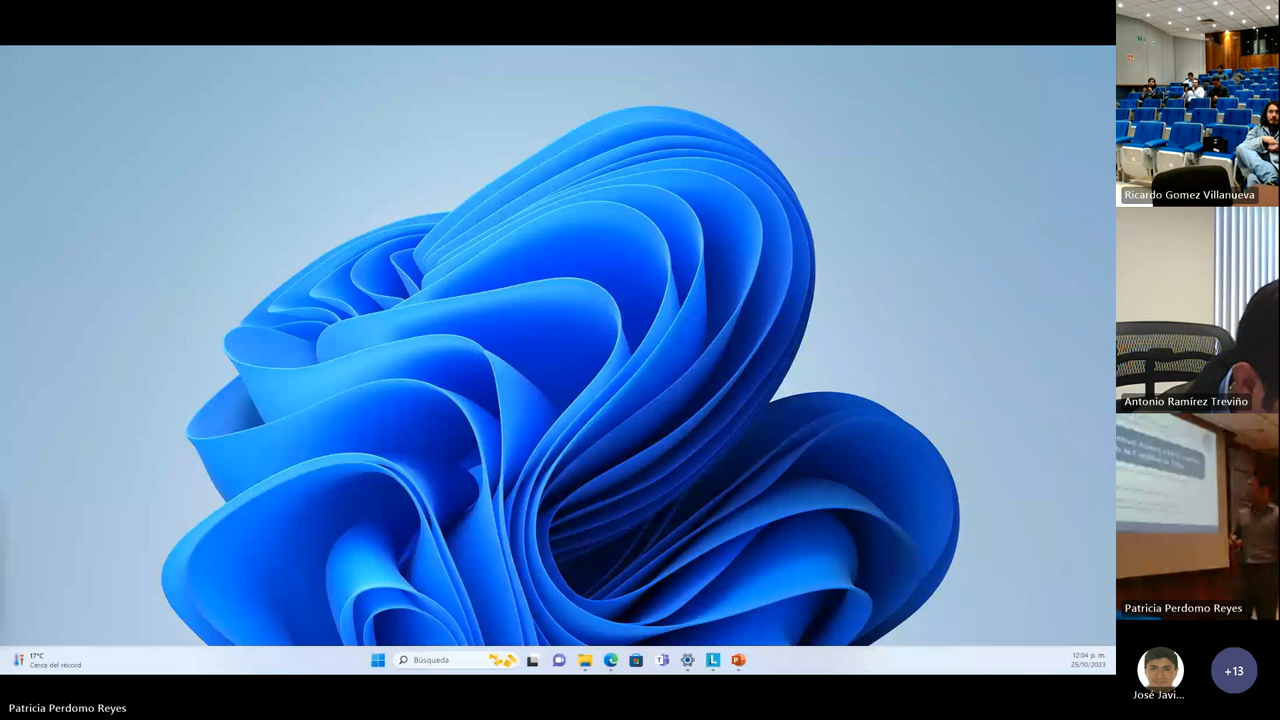 Ricardo Gomez Villanueva
Antonio Ramírez Treviño
Patricia Perdomo Reyes
José Javi...
+13
17°C
Cerca del récord
Búsqueda
12:04 p. m.
25/10/2023
Patricia Perdomo Reyes